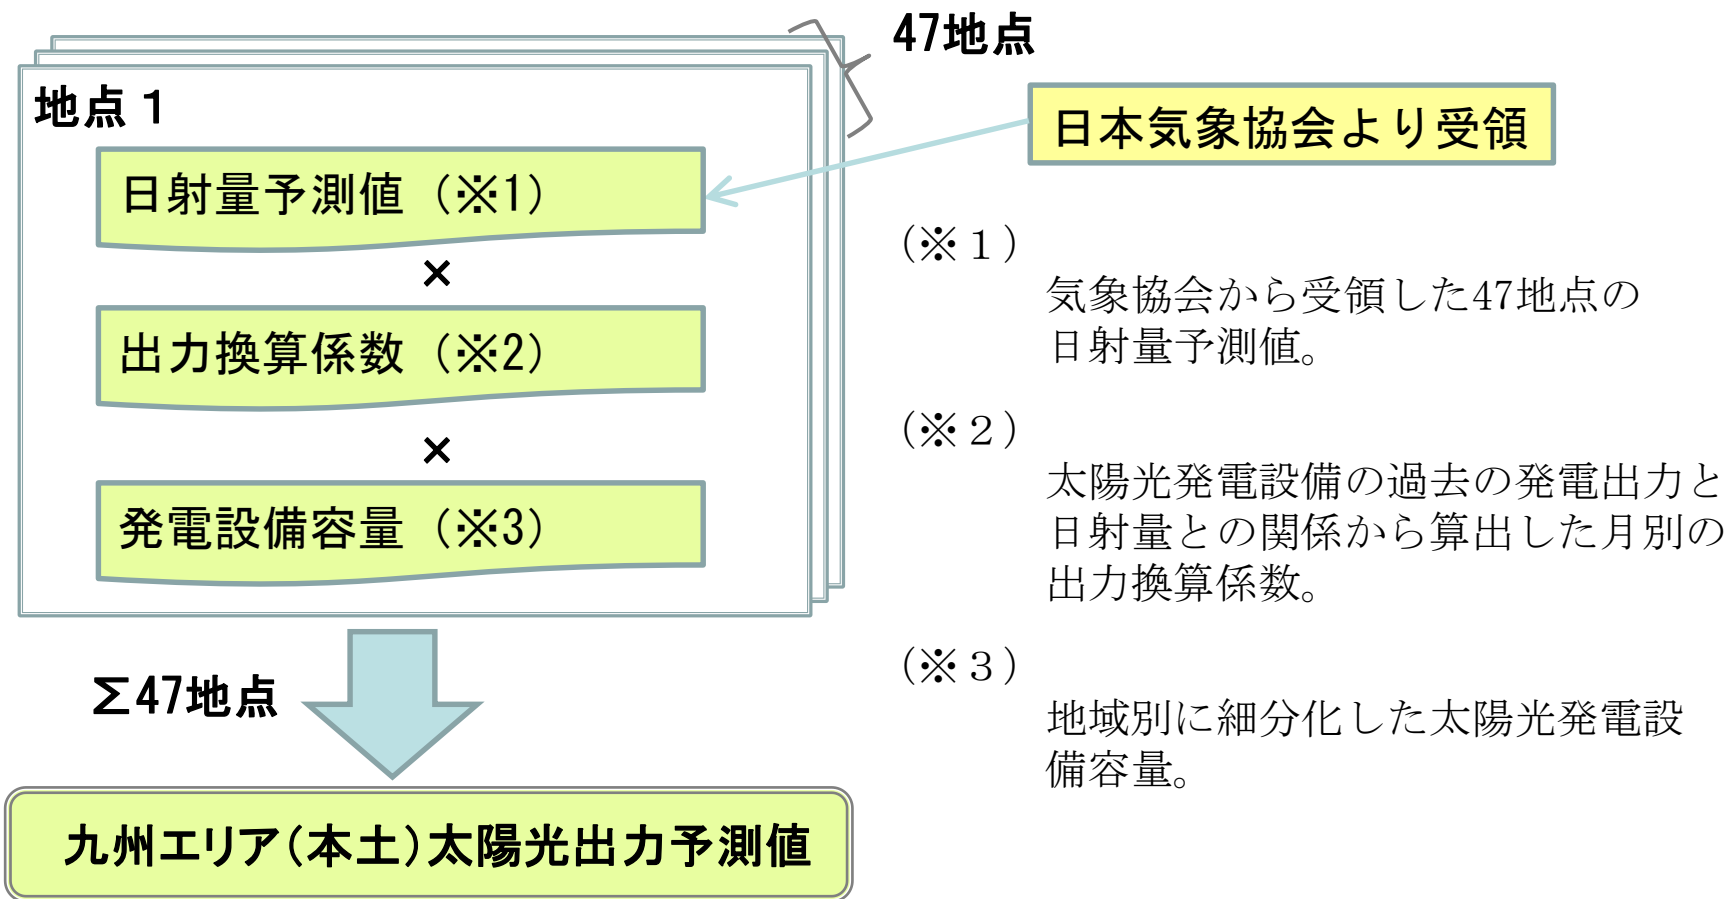 47地点
地点１
日本気象協会より受領
日射量予測値（※1）
×
出力換算係数（※2）
×
発電設備容量（※3）
Σ47地点
九州エリア（本土）太陽光出力予測値
（※１）
気象協会から受領した47地点の
日射量予測値。
（※２）
太陽光発電設備の過去の発電出力と
日射量との関係から算出した月別の
出力換算係数。
（※３）
地域別に細分化した太陽光発電設
備容量。